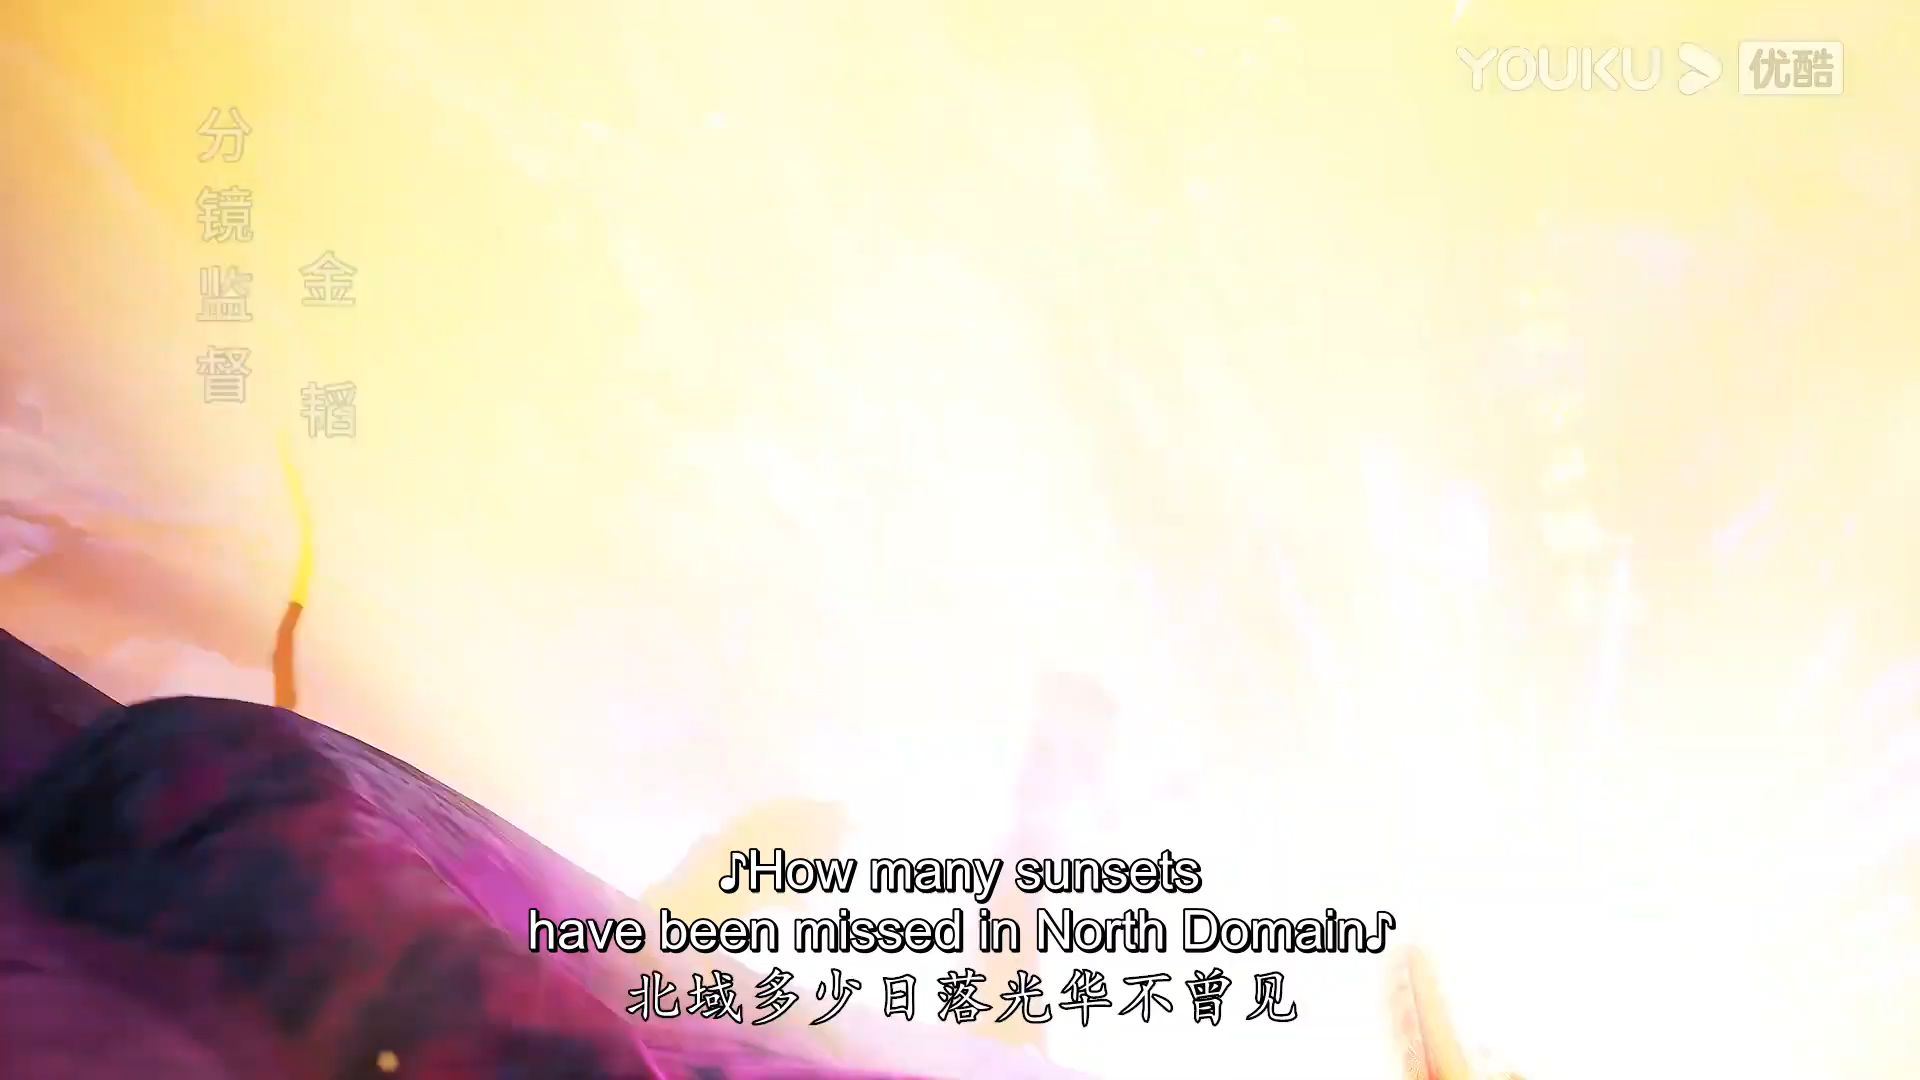 YOUKU 优酷
分镜监督
金韬
♪How many sunsets
have been missed in North Domain♪
北域多少日落光华不曾见